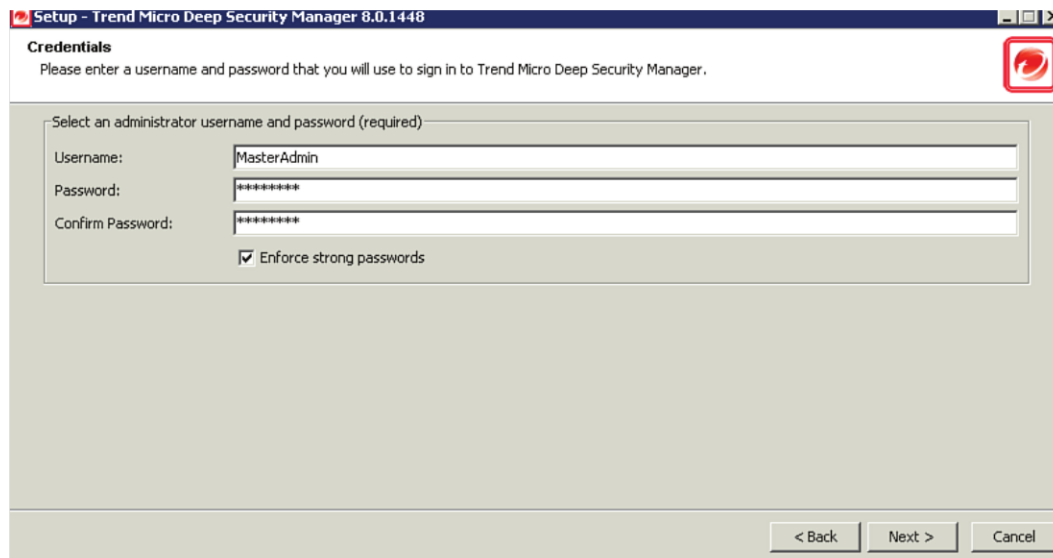 Setup - Trend Micro Deep Security Manager 8.0.1448
Credentials
Please enter a username and password that you will use to sign in to Trend Micro Deep Security Manager.
Select an administrator username and password (required)
Username: MasterAdmin
Password: ********
Confirm Password: ********
Enforce strong passwords
< Back Next > Cancel